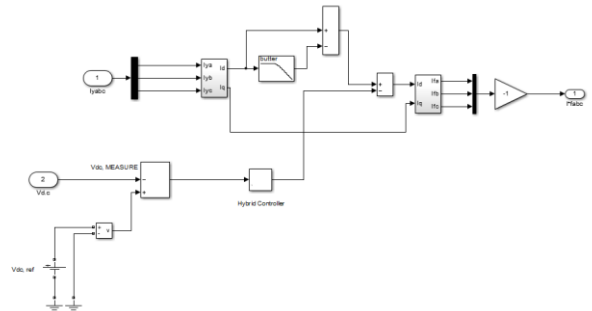 butter
+
-
1
Iya
Iyb
Iyc
Id
Iq
Iyabc
+
-
Id
Iq
Ifa
Ifb
Ifc
-1
1
I*fabc
Vdc, MEASURE
2
Vdc
-
+
Hybrid Controller
+
-
v
Vdc, ref
+